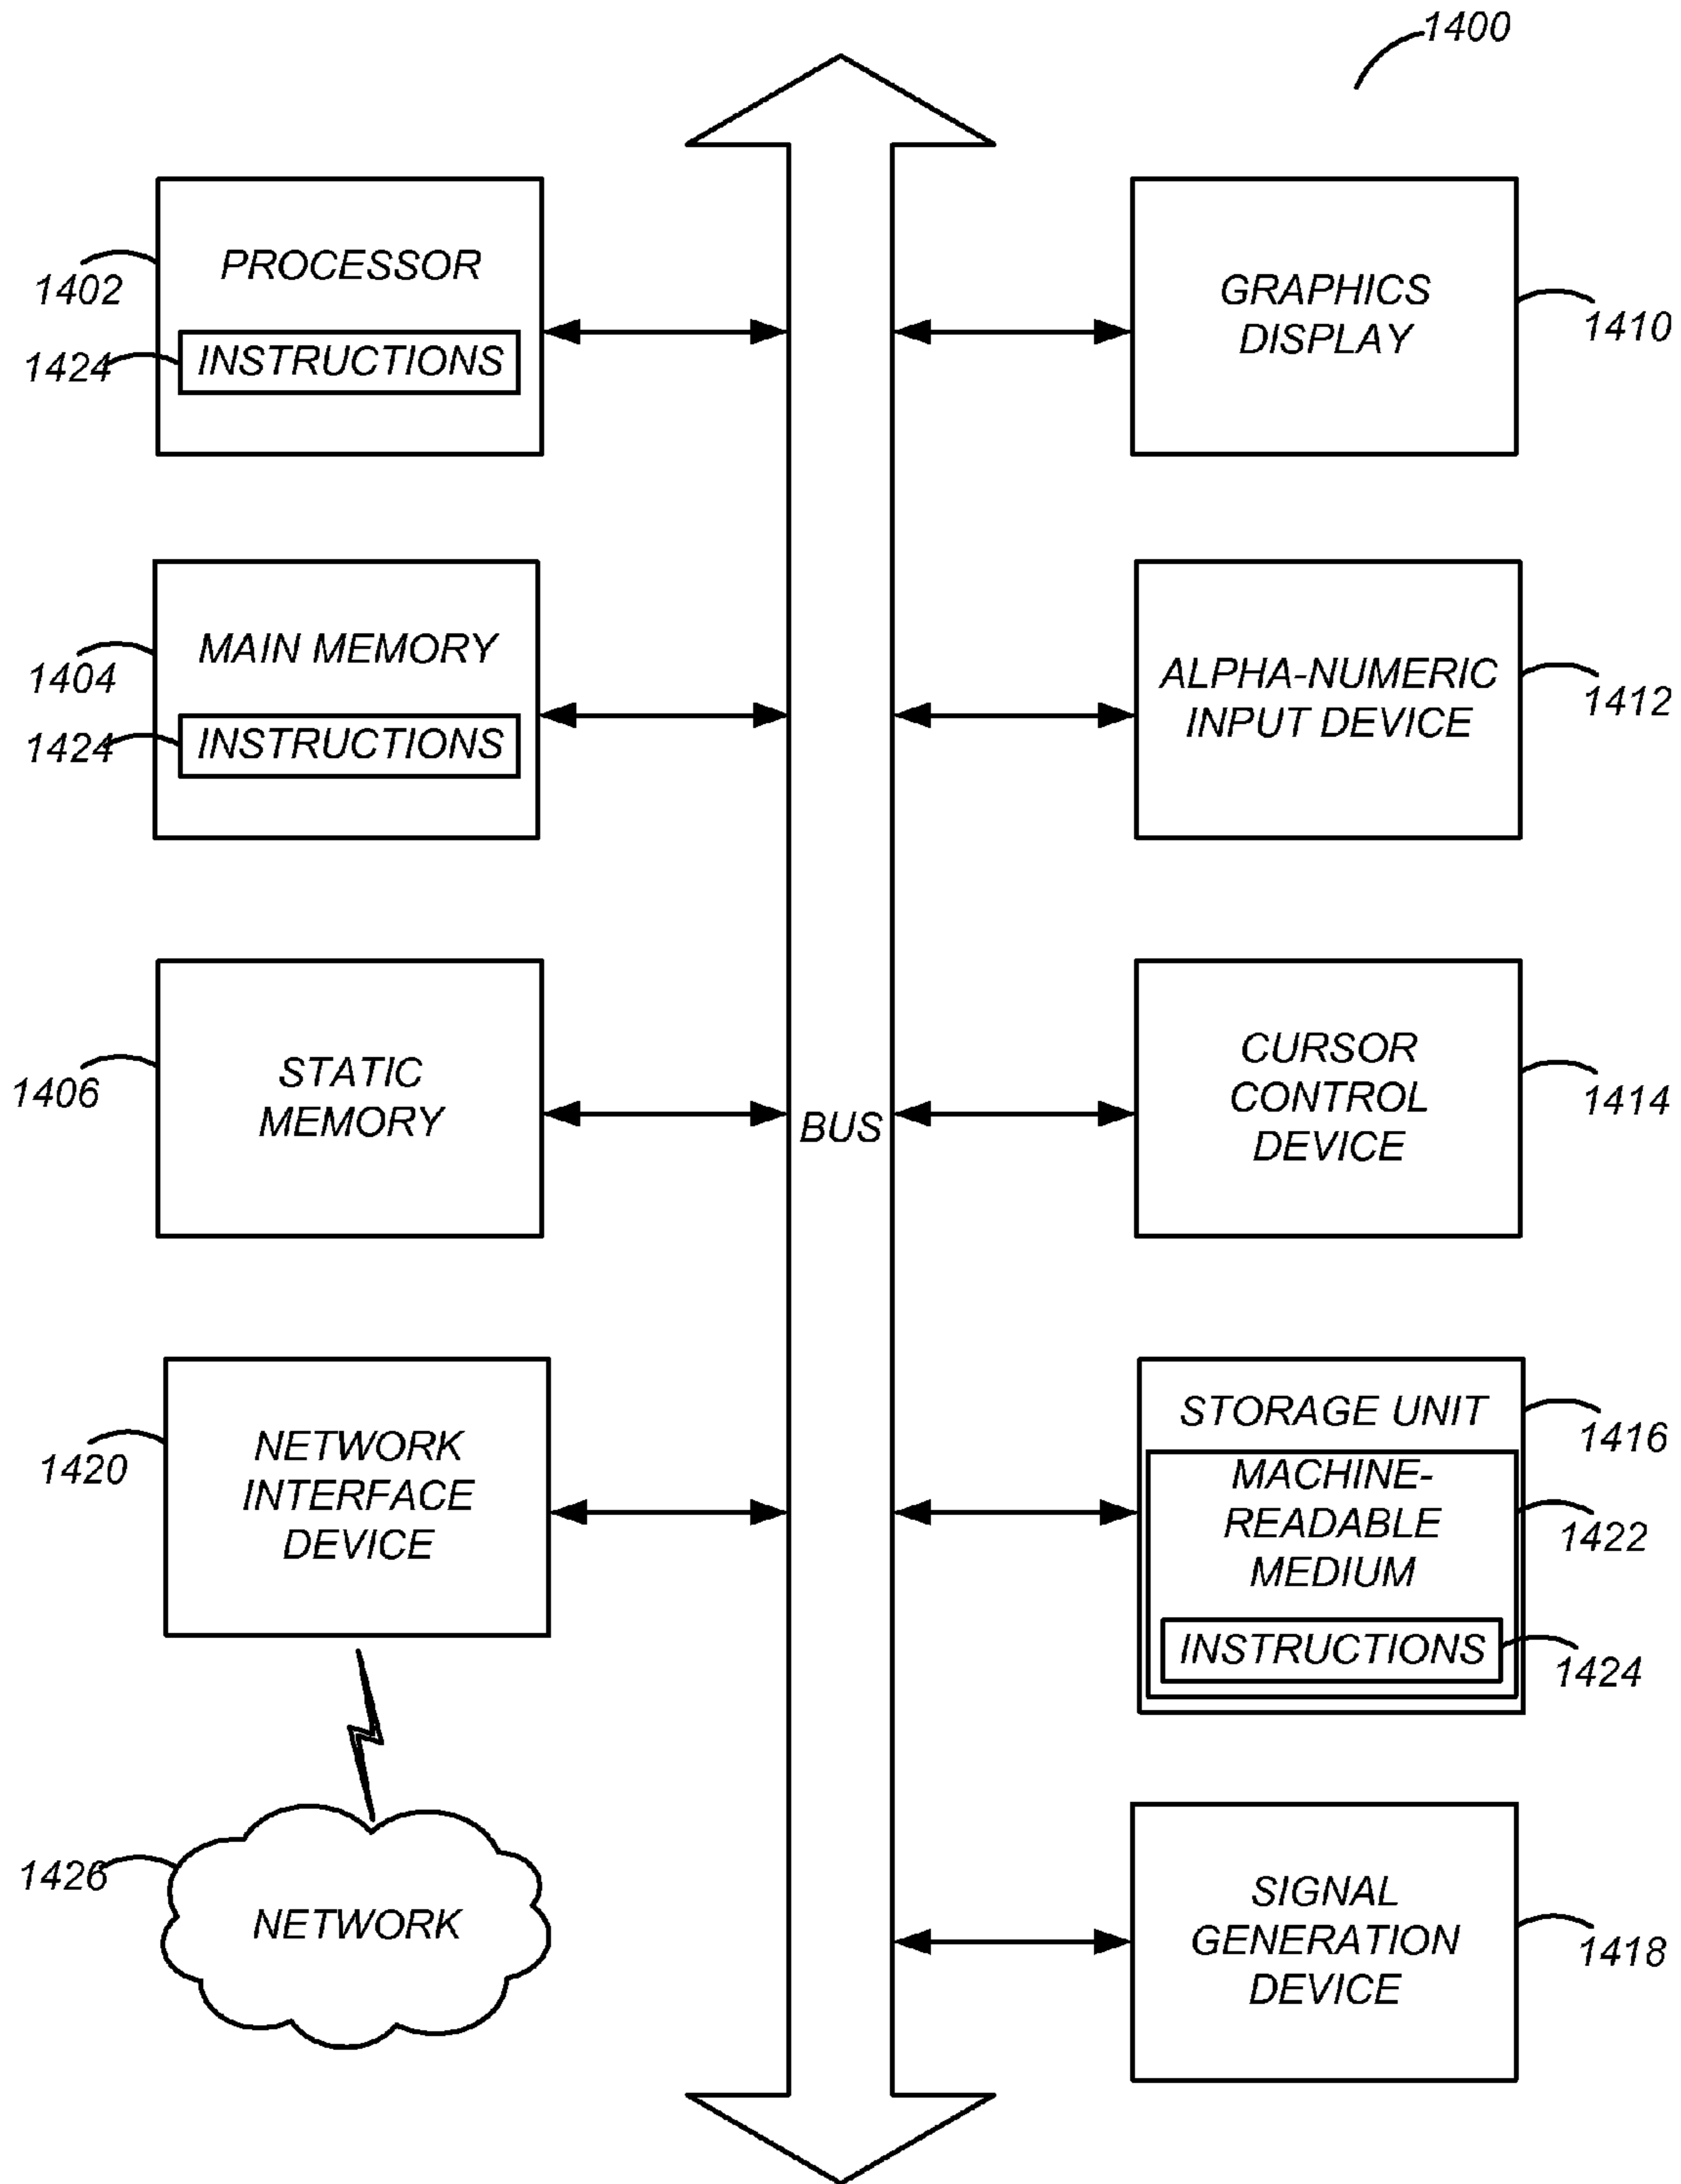 1400
PROCESSOR
1402
1424
INSTRUCTIONS
MAIN MEMORY
1404
1424
INSTRUCTIONS
STATIC
MEMORY
1406
NETWORK
INTERFACE
DEVICE
1420
1426
NETWORK
BUS
GRAPHICS
DISPLAY
1410
ALPHA-NUMERIC
INPUT DEVICE
1412
CURSOR
CONTROL
DEVICE
1414
STORAGE UNIT
1416
MACHINE-
READABLE
MEDIUM
1422
INSTRUCTIONS
1424
SIGNAL
GENERATION
DEVICE
1418